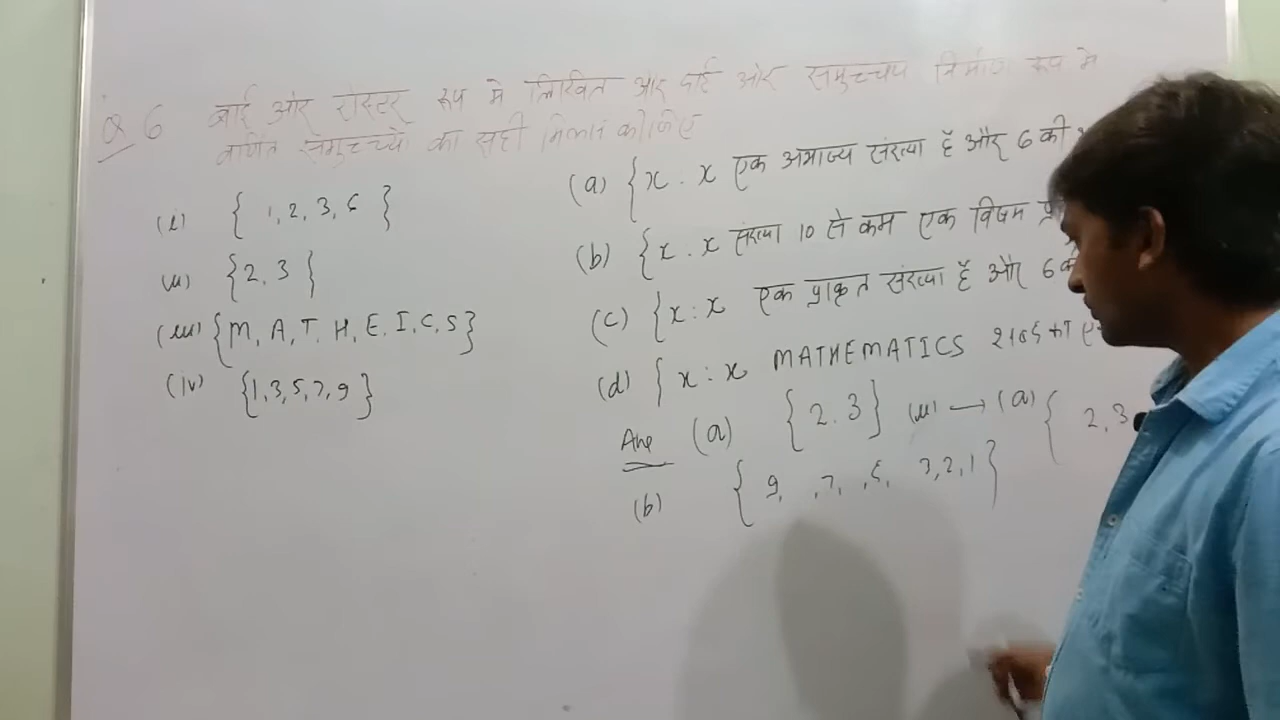 Q 6 बाई ओर रोस्टर रूप मे लिखित और दाई ओर समुच्चय निर्माण रूप मे
वर्णित समुच्चयो का सही मिलान कीजिए
(i) { 1, 2, 3, 6 }
(ii) {2. 3 }
(iii) {M, A, T, H, E. I, C, S}
(iv) {1, 3, 5, 7, 9 }
(a) {x . x एक अभाज्य संख्या है और 6 की
(b) {x . x संख्या 10 से कम एक विषम
(c) {x : x एक प्राकृत संख्या है और 6 की
(d) { x : x MATHEMATICS शब्द का
Ans (a) {2. 3} (ii) → (a) { 2, 3
(b) { 9, , 7, , 5, 3, 2, 1 }